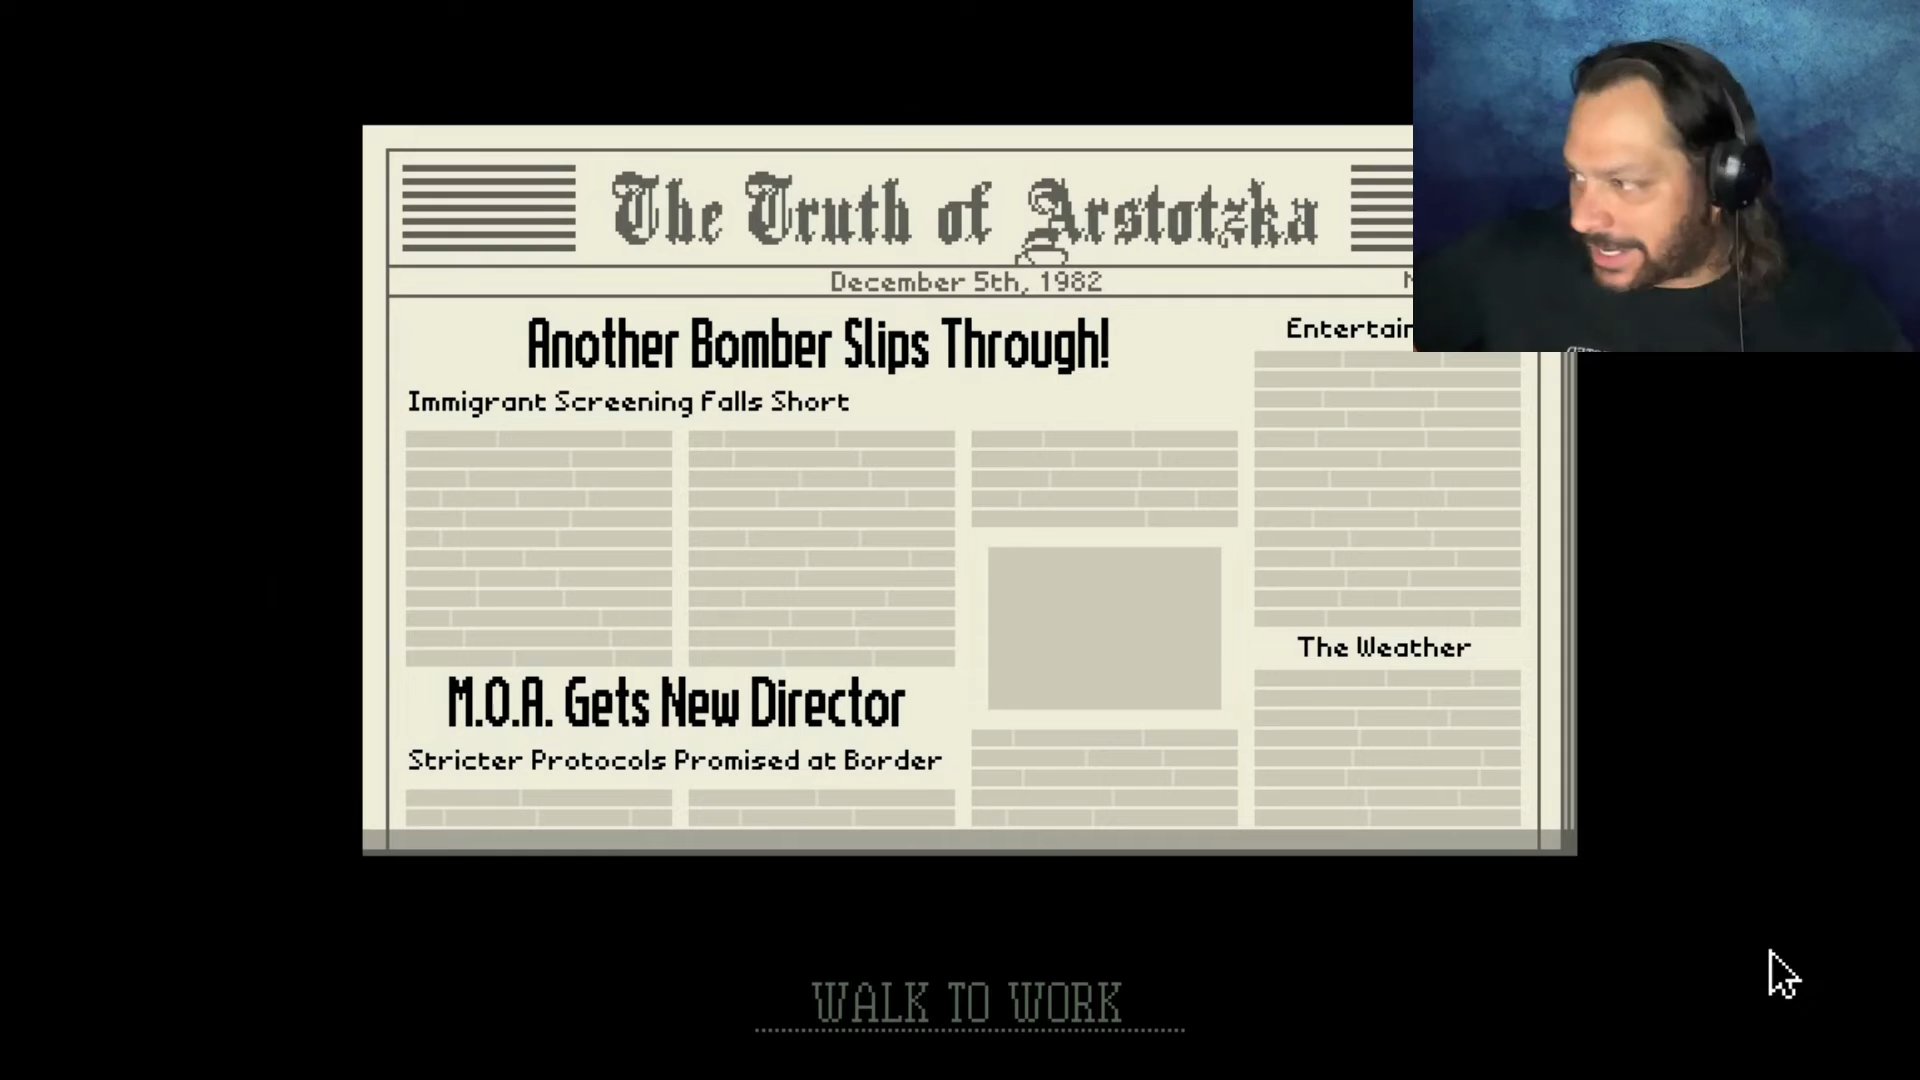 The Truth of Arstotzka
December 5th, 1982
Another Bomber Slips Through!
Immigrant Screening Falls Short
M.O.A. Gets New Director
Stricter Protocols Promised at Border
The Weather
WALK TO WORK